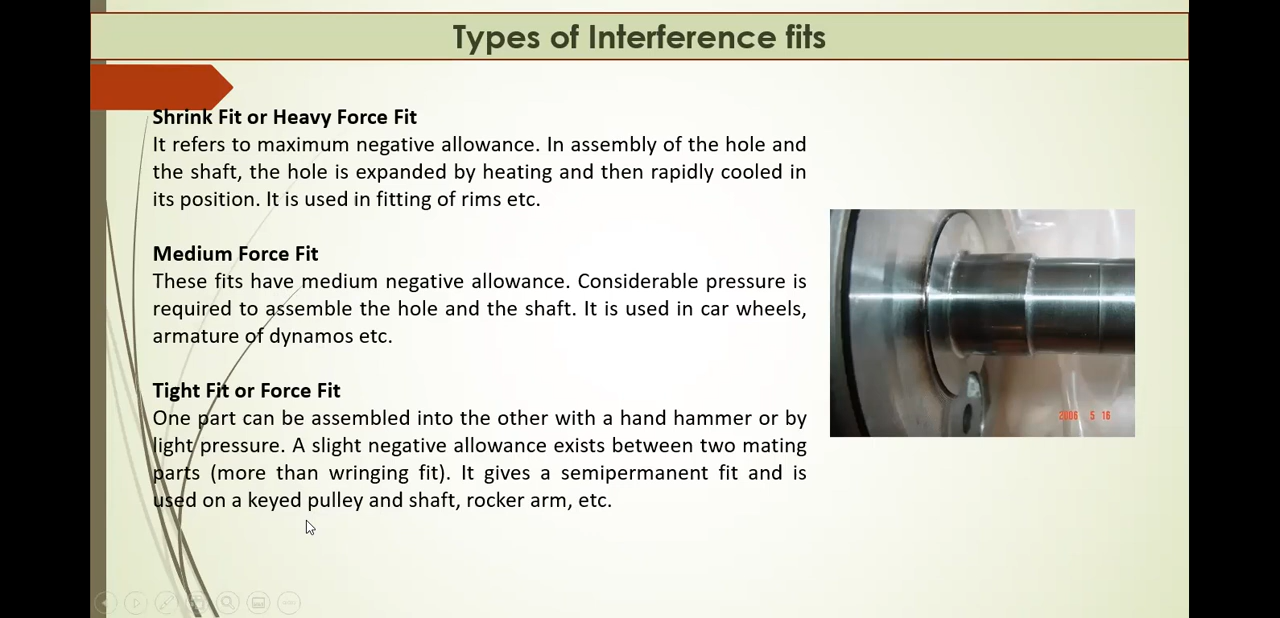 Types of Interference fits
Shrink Fit or Heavy Force Fit
It refers to maximum negative allowance. In assembly of the hole and
the shaft, the hole is expanded by heating and then rapidly cooled in
its position. It is used in fitting of rims etc.
Medium Force Fit
These fits have medium negative allowance. Considerable pressure is
required to assemble the hole and the shaft. It is used in car wheels,
armature of dynamos etc.
Tight Fit or Force Fit
One part can be assembled into the other with a hand hammer or by
light pressure. A slight negative allowance exists between two mating
parts (more than wringing fit). It gives a semipermanent fit and is
used on a keyed pulley and shaft, rocker arm, etc.
2006 5 16